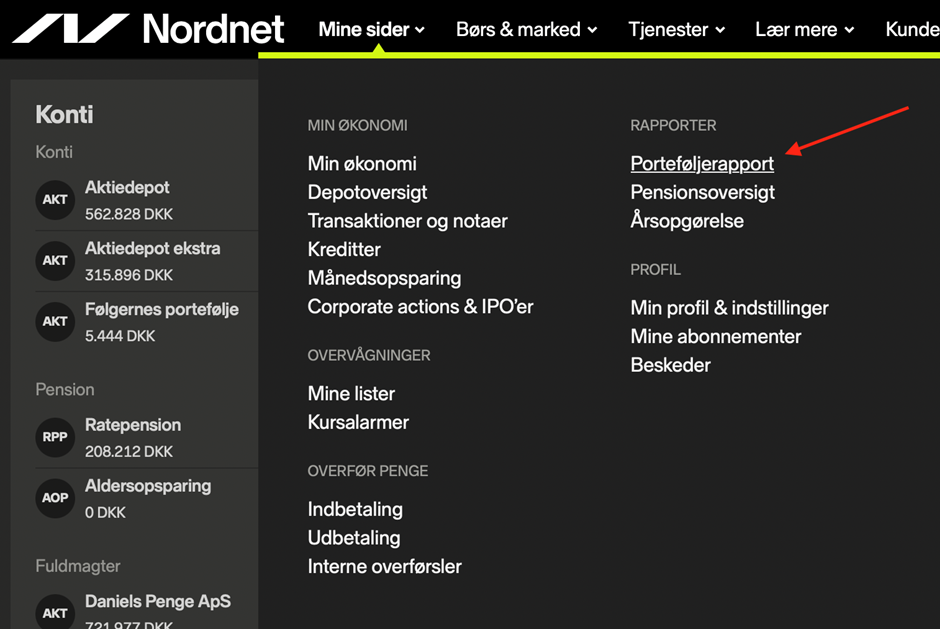 Nordnet
Mine sider
Børs & marked
Tjenester
Lær mere
Kunde
Konti
Konti
AKT
Aktiedepot
562.828 DKK
AKT
Aktiedepot ekstra
315.896 DKK
AKT
Følgernes portefølje
5.444 DKK
Pension
RPP
Ratepension
208.212 DKK
AOP
Aldersopsparing
0 DKK
Fuldmagter
AKT
Daniels Penge ApS
721.977 DKK
MIN ØKONOMI
Min økonomi
Depotoversigt
Transaktioner og notaer
Kreditter
Månedsopsparing
Corporate actions & IPO'er
OVERVÅGNINGER
Mine lister
Kursalarmer
OVERFØR PENGE
Indbetaling
Udbetaling
Interne overførsler
RAPPORTER
Porteføljerapport
Pensionsoversigt
Årsopgørelse
PROFIL
Min profil & indstillinger
Mine abonnementer
Beskeder